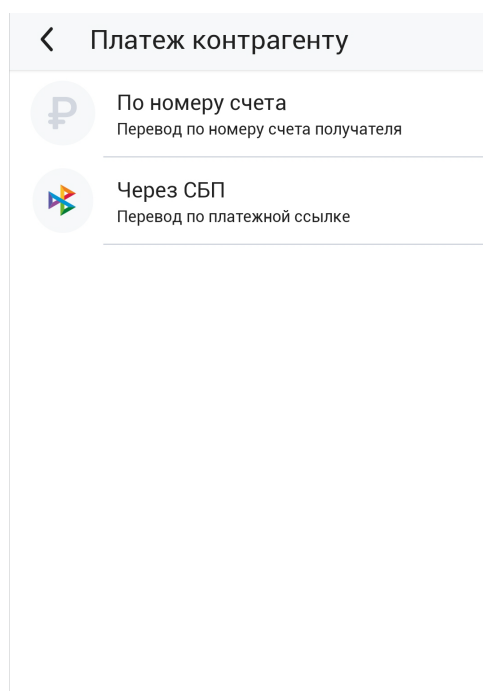 Платеж контрагенту
По номеру счета
Перевод по номеру счета получателя
Через СБП
Перевод по платежной ссылке